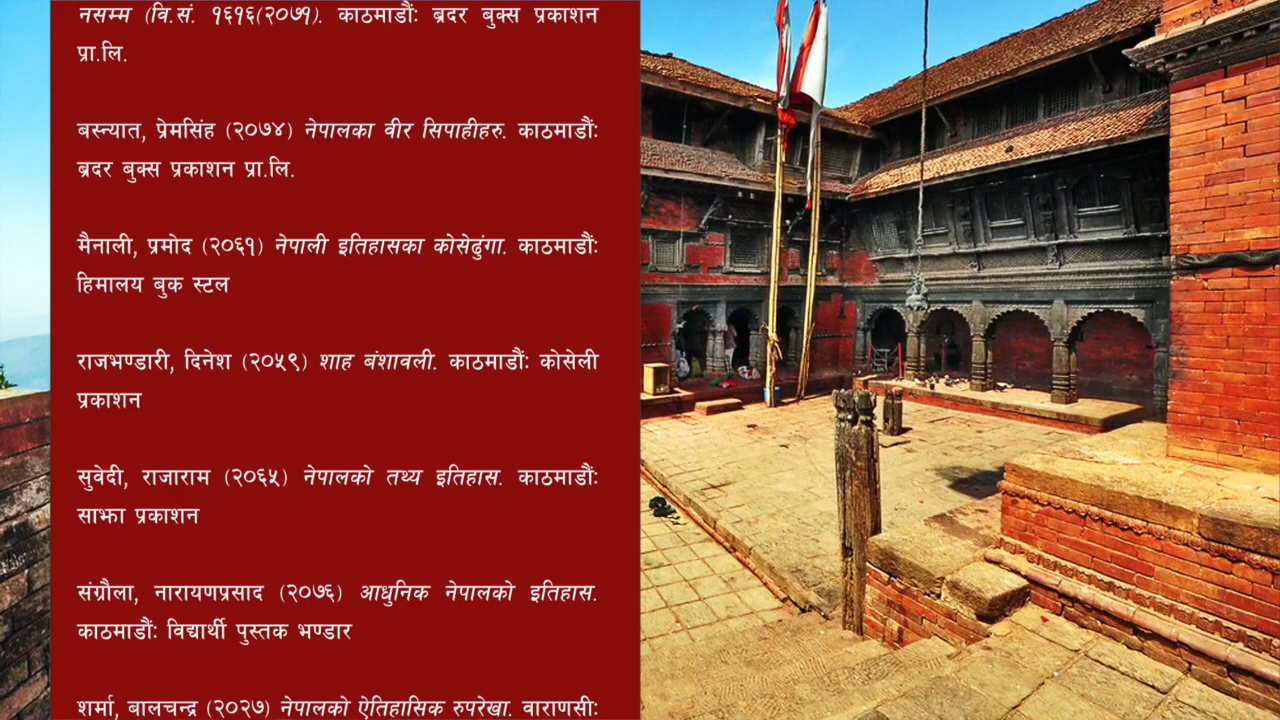 नसम्म (वि.सं. १६१६(२०७१). काठमाडौं: ब्रदर बुक्स प्रकाशन
प्रा.लि.
बस्न्यात, प्रेमसिंह (२०७४) नेपालका वीर सिपाहीहरु. काठमाडौं:
ब्रदर बुक्स प्रकाशन प्रा.लि.
मैनाली, प्रमोद (२०६१) नेपाली इतिहासका कोसेढुंगा. काठमाडौं:
हिमालय बुक स्टल
राजभण्डारी, दिनेश (२०५९) शाह बंशावली. काठमाडौं: कोसेली
प्रकाशन
सुवेदी, राजाराम (२०६५) नेपालको तथ्य इतिहास. काठमाडौं:
साझा प्रकाशन
संग्रौला, नारायणप्रसाद (२०७६) आधुनिक नेपालको इतिहास.
काठमाडौं: विद्यार्थी पुस्तक भण्डार
शर्मा, बालचन्द्र (२०२७) नेपालको ऐतिहासिक रुपरेखा. वाराणसी: